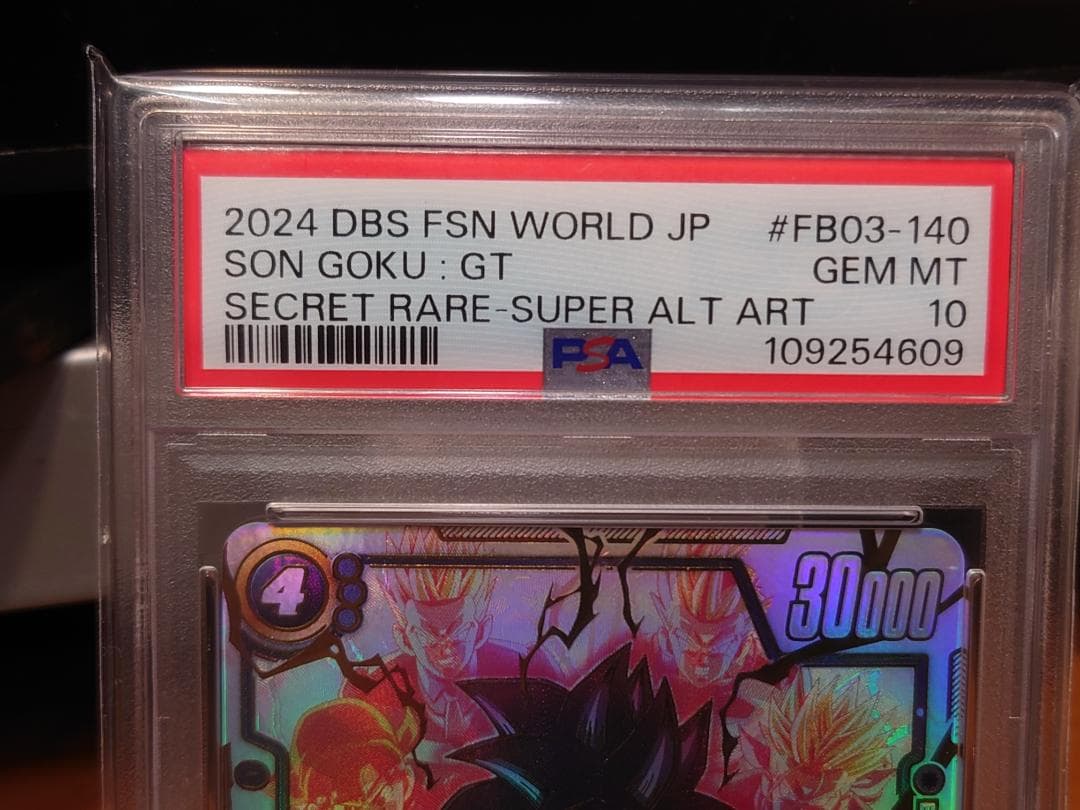 2024 DBS FSN WORLD JP #FB03-140
SON GOKU : GT GEM MT
SECRET RARE-SUPER ALT ART 10
PSA 109254609
4 30000